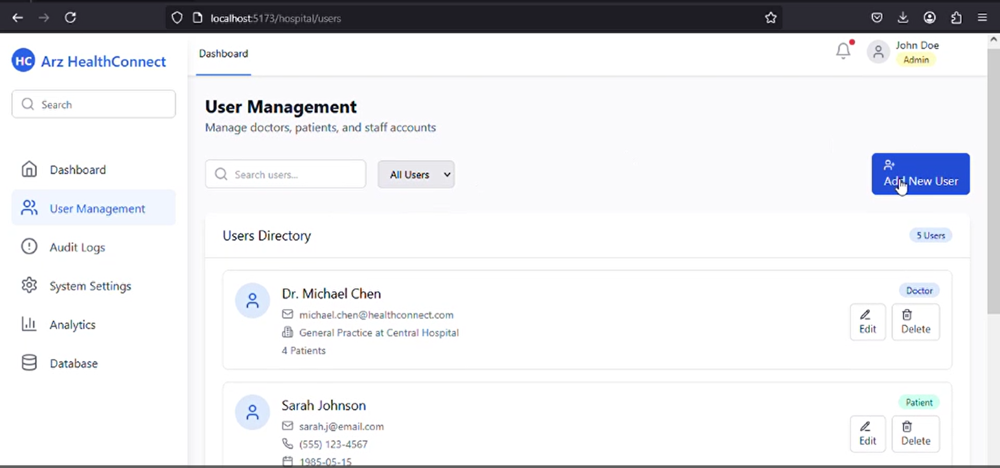 localhost:5173/hospital/users
HC Arz HealthConnect
Search
Dashboard
User Management
Audit Logs
System Settings
Analytics
Database
Dashboard
John Doe
Admin
User Management
Manage doctors, patients, and staff accounts
Search users...
All Users
Add New User
Users Directory
5 Users
Dr. Michael Chen
michael.chen@healthconnect.com
General Practice at Central Hospital
4 Patients
Doctor
Edit
Delete
Sarah Johnson
sarah.j@email.com
(555) 123-4567
1985-05-15
Patient
Edit
Delete